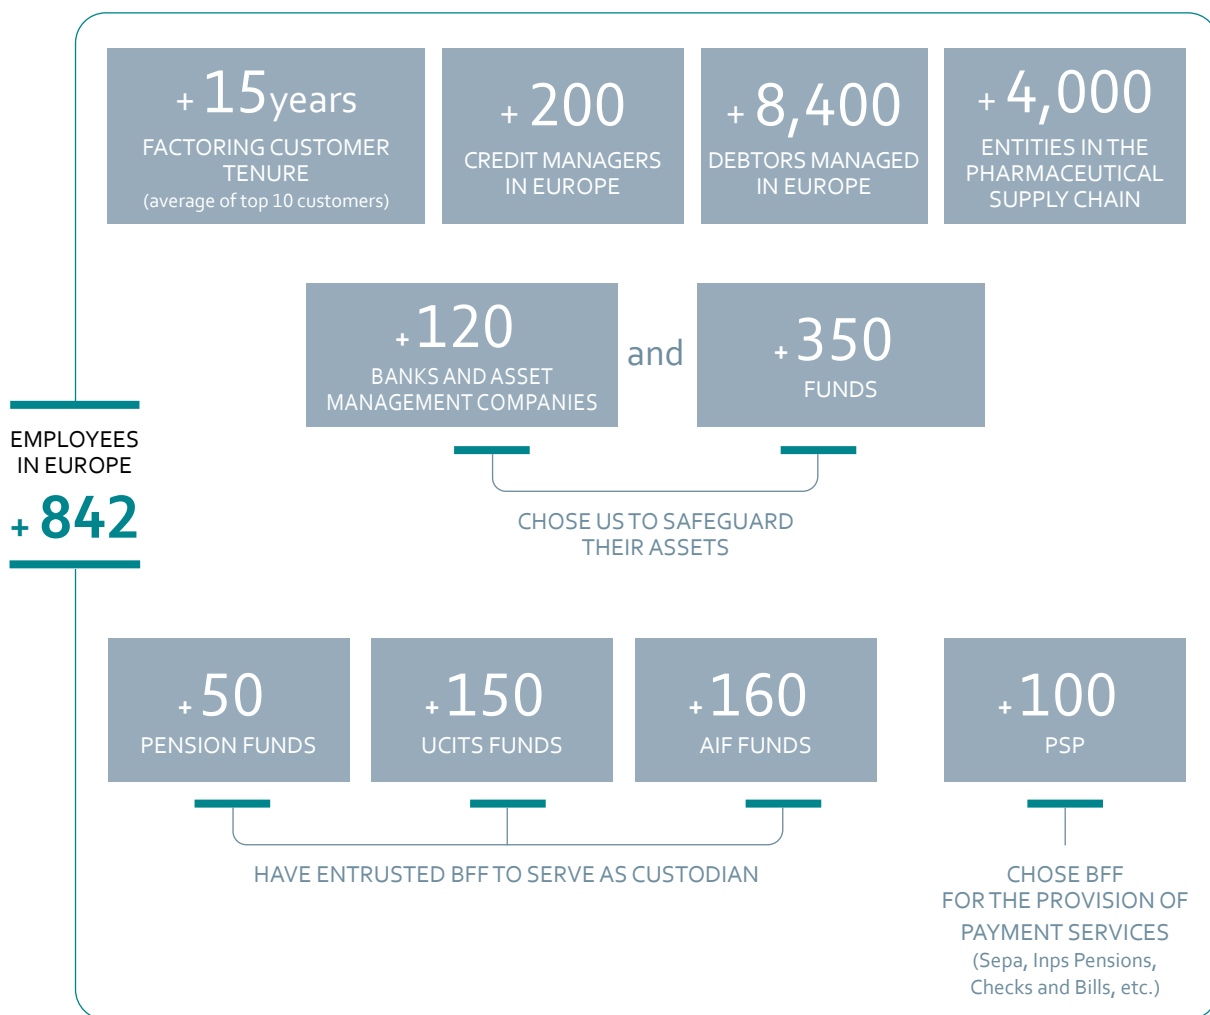 + 15 years
FACTORING CUSTOMER
TENURE
(average of top 10 customers)
+ 200
CREDIT MANAGERS
IN EUROPE
+ 8,400
DEBTORS MANAGED
IN EUROPE
+ 4,000
ENTITIES IN THE
PHARMACEUTICAL
SUPPLY CHAIN
+ 120
BANKS AND ASSET
MANAGEMENT COMPANIES
and
+ 350
FUNDS
CHOSE US TO SAFEGUARD
THEIR ASSETS
EMPLOYEES
IN EUROPE
+ 842
+ 50
PENSION FUNDS
+ 150
UCITS FUNDS
+ 160
AIF FUNDS
+ 100
PSP
HAVE ENTRUSTED BFF TO SERVE AS CUSTODIAN
CHOSE BFF
FOR THE PROVISION OF
PAYMENT SERVICES
(Sepa, Inps Pensions,
Checks and Bills, etc.)